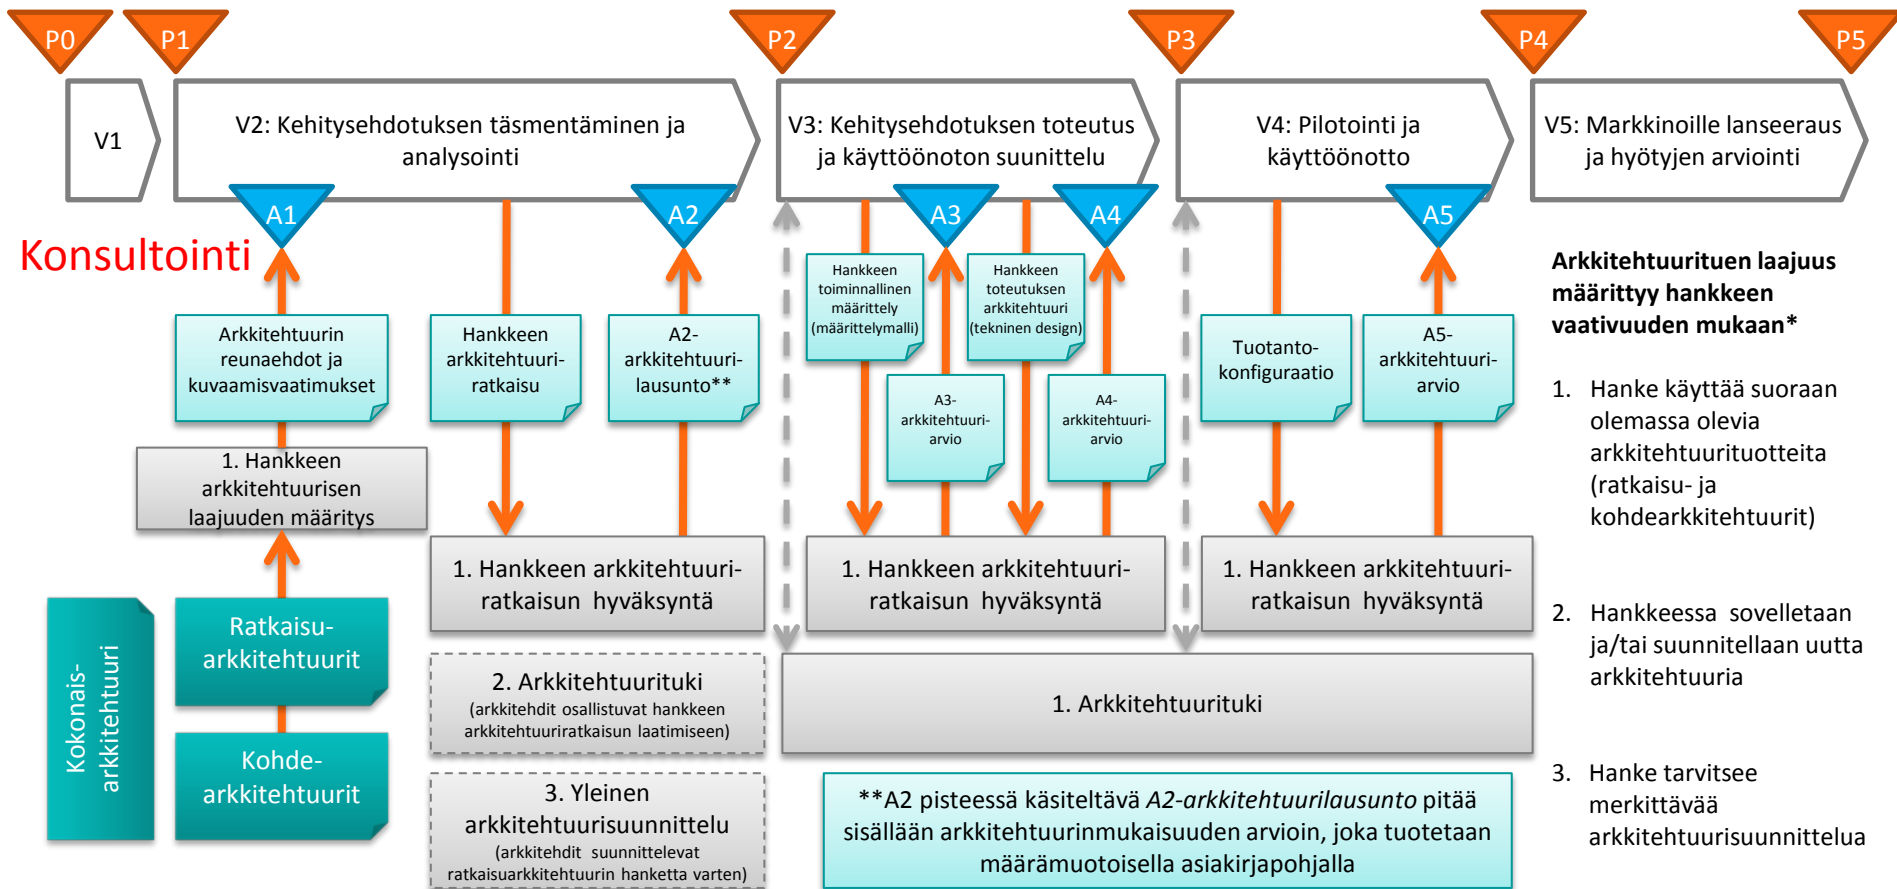 P0
P1
P2
P3
P4
P5
V1
V2: Kehitysehdotuksen täsmentäminen ja
analysointi
V3: Kehitysehdotuksen toteutus
ja käyttöönoton suunittelu
V4: Pilotointi ja
käyttöönotto
V5: Markkinoille lanseeraus
ja hyötyjen arviointi
A1
A2
A3
A4
A5
Konsultointi
Arkkitehtuurin
reunaehdot ja
kuvaamisvaatimukset
Hankkeen
arkkitehtuuri-
ratkaisu
A2-
arkkitehtuuri-
lausunto**
Hankkeen
toiminnallinen
määrittely
(määrittelymalli)
A3-
arkkitehtuuri-
arvio
Hankkeen
toteutuksen
arkkitehtuuri
(tekninen design)
A4-
arkkitehtuuri-
arvio
Tuotanto-
konfiguraatio
A5-
arkkitehtuuri-
arvio
1. Hankkeen
arkkitehtuurisen
laajuuden määritys
1. Hankkeen arkkitehtuuri-
ratkaisun hyväksyntä
1. Hankkeen arkkitehtuuri-
ratkaisun hyväksyntä
1. Hankkeen arkkitehtuuri-
ratkaisun hyväksyntä
Kokonais-
arkkitehtuuri
Ratkaisu-
arkkitehtuurit
Kohde-
arkkitehtuurit
2. Arkkitehtuurituki
(arkkitehdit osallistuvat hankkeen
arkkitehtuuriratkaisun laatimiseen)
1. Arkkitehtuurituki
3. Yleinen
arkkitehtuurisuunnittelu
(arkkitehdit suunnittelevat
ratkaisuarkkitehtuurin hanketta varten)
**A2 pisteessä käsiteltävä A2-arkkitehtuurilausunto pitää
sisällään arkkitehtuurinmukaisuuden arvioin, joka tuotetaan
määrämuotoisella asiakirjapohjalla
Arkkitehtuurituen laajuus
määrittyy hankkeen
vaativuuden mukaan*
1. Hanke käyttää suoraan
olemassa olevia
arkkitehtuurituotteita
(ratkaisu- ja
kohdearkkitehtuurit)
2. Hankkeessa sovelletaan
ja/tai suunnitellaan uutta
arkkitehtuuria
3. Hanke tarvitsee
merkittävää
arkkitehtuurisuunnittelua